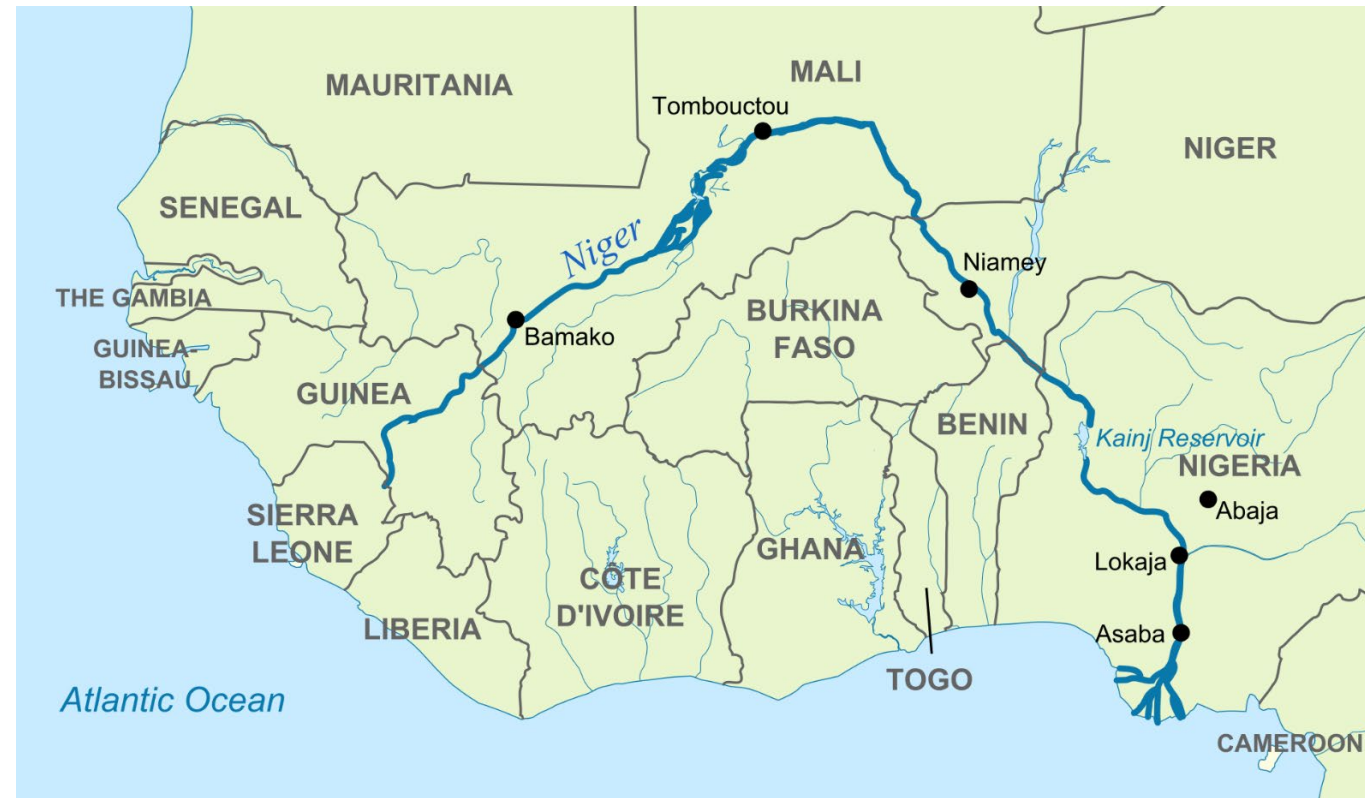 MALI
MAURITANIA
Tombouctou
NIGER
SENEGAL
Niger
Niamey
THE GAMBIA
BURKINA
FASO
Bamako
GUINEA-
BISSAU
GUINEA
BENIN
Kainj Reservoir
NIGERIA
Abaja
SIERRA
LEONE
GHANA
Lokaja
CÔTE
D'IVOIRE
LIBERIA
Asaba
TOGO
Atlantic Ocean
CAMEROON